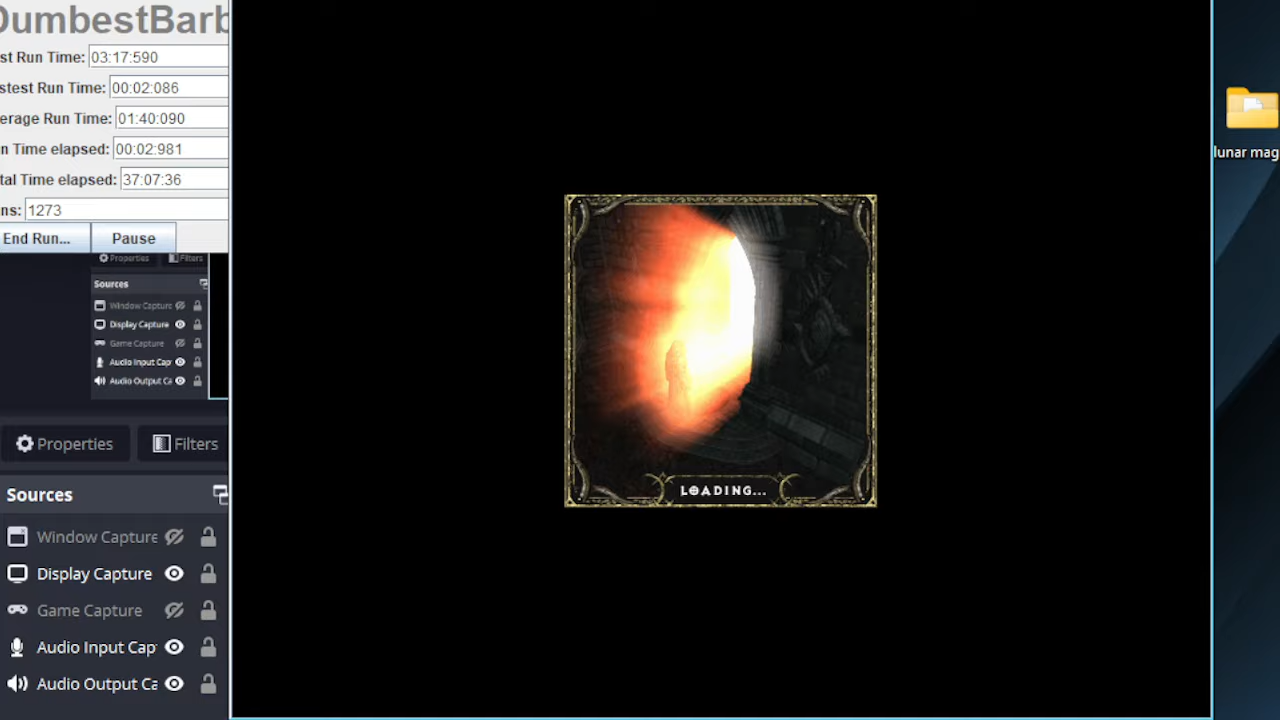 DumbestBarb
st Run Time: 03:17:590
stest Run Time: 00:02:086
erage Run Time: 01:40:090
n Time elapsed: 00:02:981
tal Time elapsed: 37:07:36
ns: 1273
End Run... Pause
Properties Filters
Sources
Window Capture
Display Capture
Game Capture
Audio Input Cap
Audio Output Ca
Properties Filters
Sources
Window Capture
Display Capture
Game Capture
Audio Input Cap
Audio Output Ca
LOADING...
lunar mag